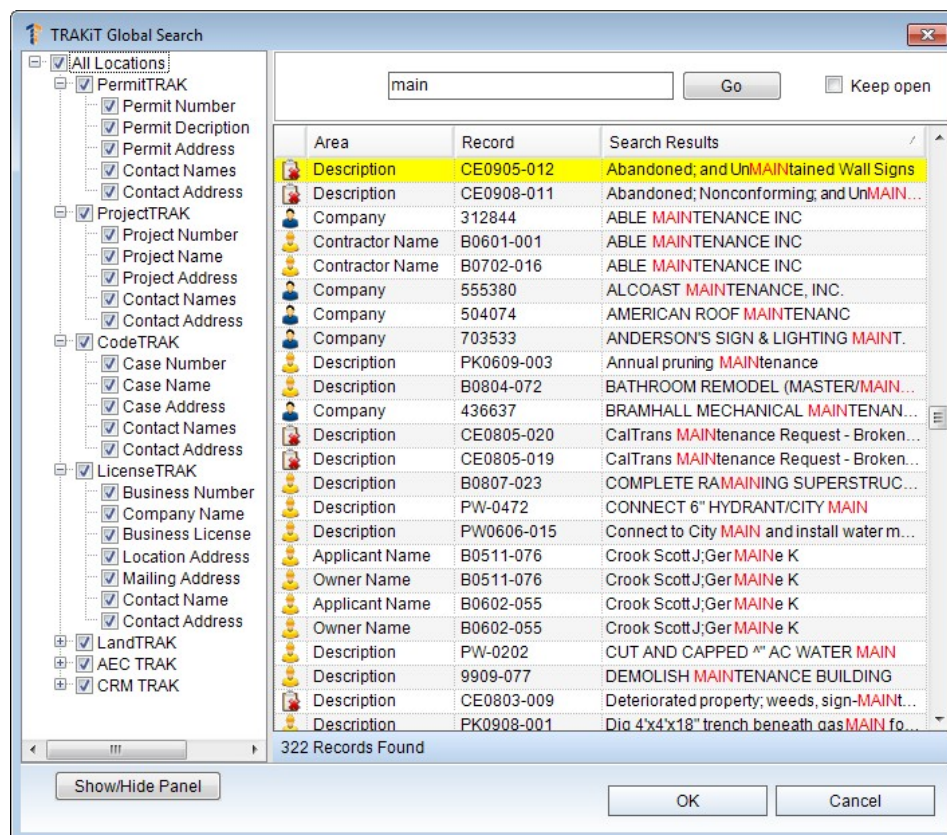 TRAKiT Global Search
All Locations
PermitTRAK
Permit Number
Permit Decription
Permit Address
Contact Names
Contact Address
ProjectTRAK
Project Number
Project Name
Project Address
Contact Names
Contact Address
CodeTRAK
Case Number
Case Name
Case Address
Contact Names
Contact Address
LicenseTRAK
Business Number
Company Name
Business License
Location Address
Mailing Address
Contact Name
Contact Address
LandTRAK
AEC TRAK
CRM TRAK
Show/Hide Panel
main Go Keep open
Area Record Search Results
Description CE0905-012 Abandoned; and UnMAINtained Wall Signs
Description CE0908-011 Abandoned; Nonconforming; and UnMAIN...
Company 312844 ABLE MAINTENANCE INC
Contractor Name B0601-001 ABLE MAINTENANCE INC
Contractor Name B0702-016 ABLE MAINTENANCE INC
Company 555380 ALCOAST MAINTENANCE, INC.
Company 504074 AMERICAN ROOF MAINTENANC
Company 703533 ANDERSON'S SIGN & LIGHTING MAINT.
Description PK0609-003 Annual pruning MAINtenance
Description B0804-072 BATHROOM REMODEL (MASTER/MAIN...
Company 436637 BRAMHALL MECHANICAL MAINTENAN...
Description CE0805-020 CalTrans MAINtenance Request - Broken...
Description CE0805-019 CalTrans MAINtenance Request - Broken...
Description B0807-023 COMPLETE RAMAINING SUPERSTRUC...
Description PW-0472 CONNECT 6" HYDRANT/CITY MAIN
Description PW0606-015 Connect to City MAIN and install water m...
Applicant Name B0511-076 Crook Scott J;Ger MAINe K
Owner Name B0511-076 Crook Scott J;Ger MAINe K
Applicant Name B0602-055 Crook Scott J;Ger MAINe K
Owner Name B0602-055 Crook Scott J;Ger MAINe K
Description PW-0202 CUT AND CAPPED ^" AC WATER MAIN
Description 9909-077 DEMOLISH MAINTENANCE BUILDING
Description CE0803-009 Deteriorated property; weeds, sign-MAINt...
Description PK0908-001 Dig 4'x4'x18" trench beneath gas MAIN fo...
322 Records Found
OK Cancel